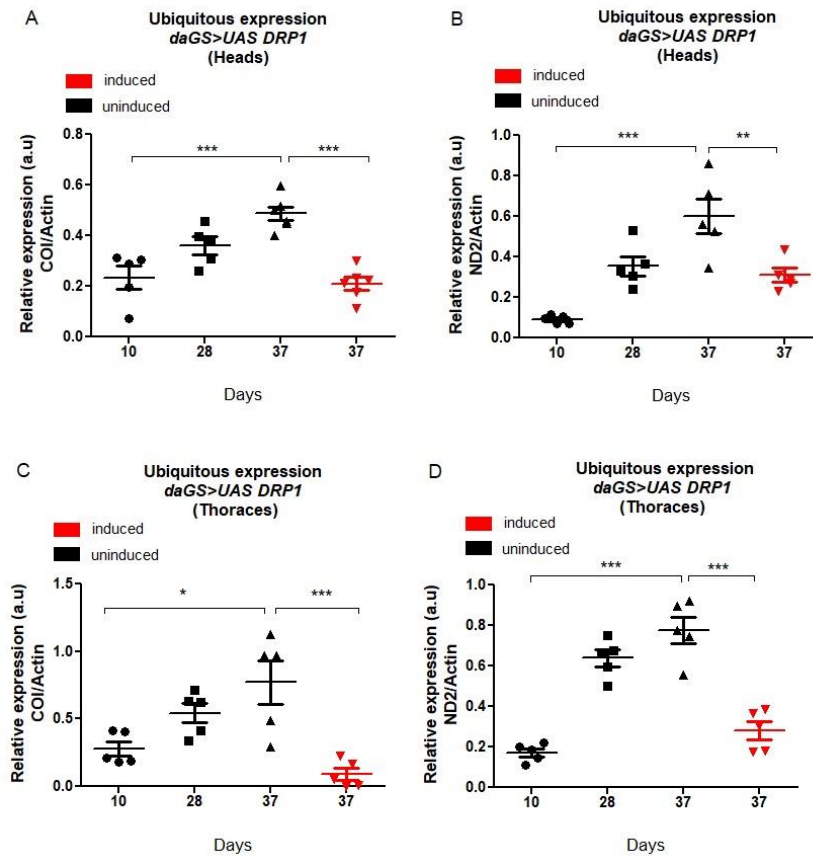 A
Ubiquitous expression
daGS>UAS DRP1
(Heads)
induced
uninduced
Relative expression (a.u)
COI/Actin
0.8
0.6
0.4
0.2
0.0
***
***
10 28 37 37
Days
B
Ubiquitous expression
daGS>UAS DRP1
(Heads)
induced
uninduced
Relative expression (a.u)
ND2/Actin
1.0
0.8
0.6
0.4
0.2
0.0
***
**
10 28 37 37
Days
C
Ubiquitous expression
daGS>UAS DRP1
(Thoraces)
induced
uninduced
Relative expression (a.u)
COI/Actin
1.5
1.0
0.5
0.0
*
***
10 28 37 37
Days
D
Ubiquitous expression
daGS>UAS DRP1
(Thoraces)
induced
uninduced
Relative expression (a.u)
ND2/Actin
1.0
0.8
0.6
0.4
0.2
0.0
***
***
10 28 37 37
Days